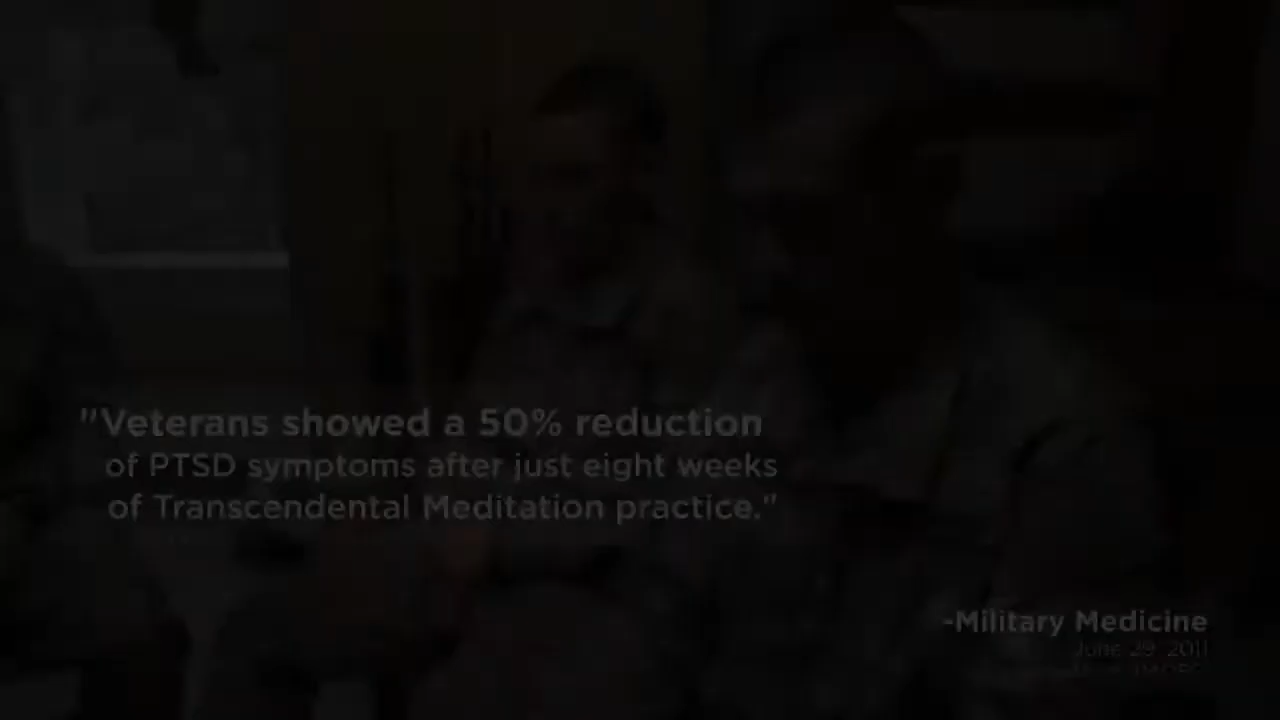 "Veterans showed a 50% reduction
of PTSD symptoms after just eight weeks
of Transcendental Meditation practice."
-Military Medicine
June 29, 2011